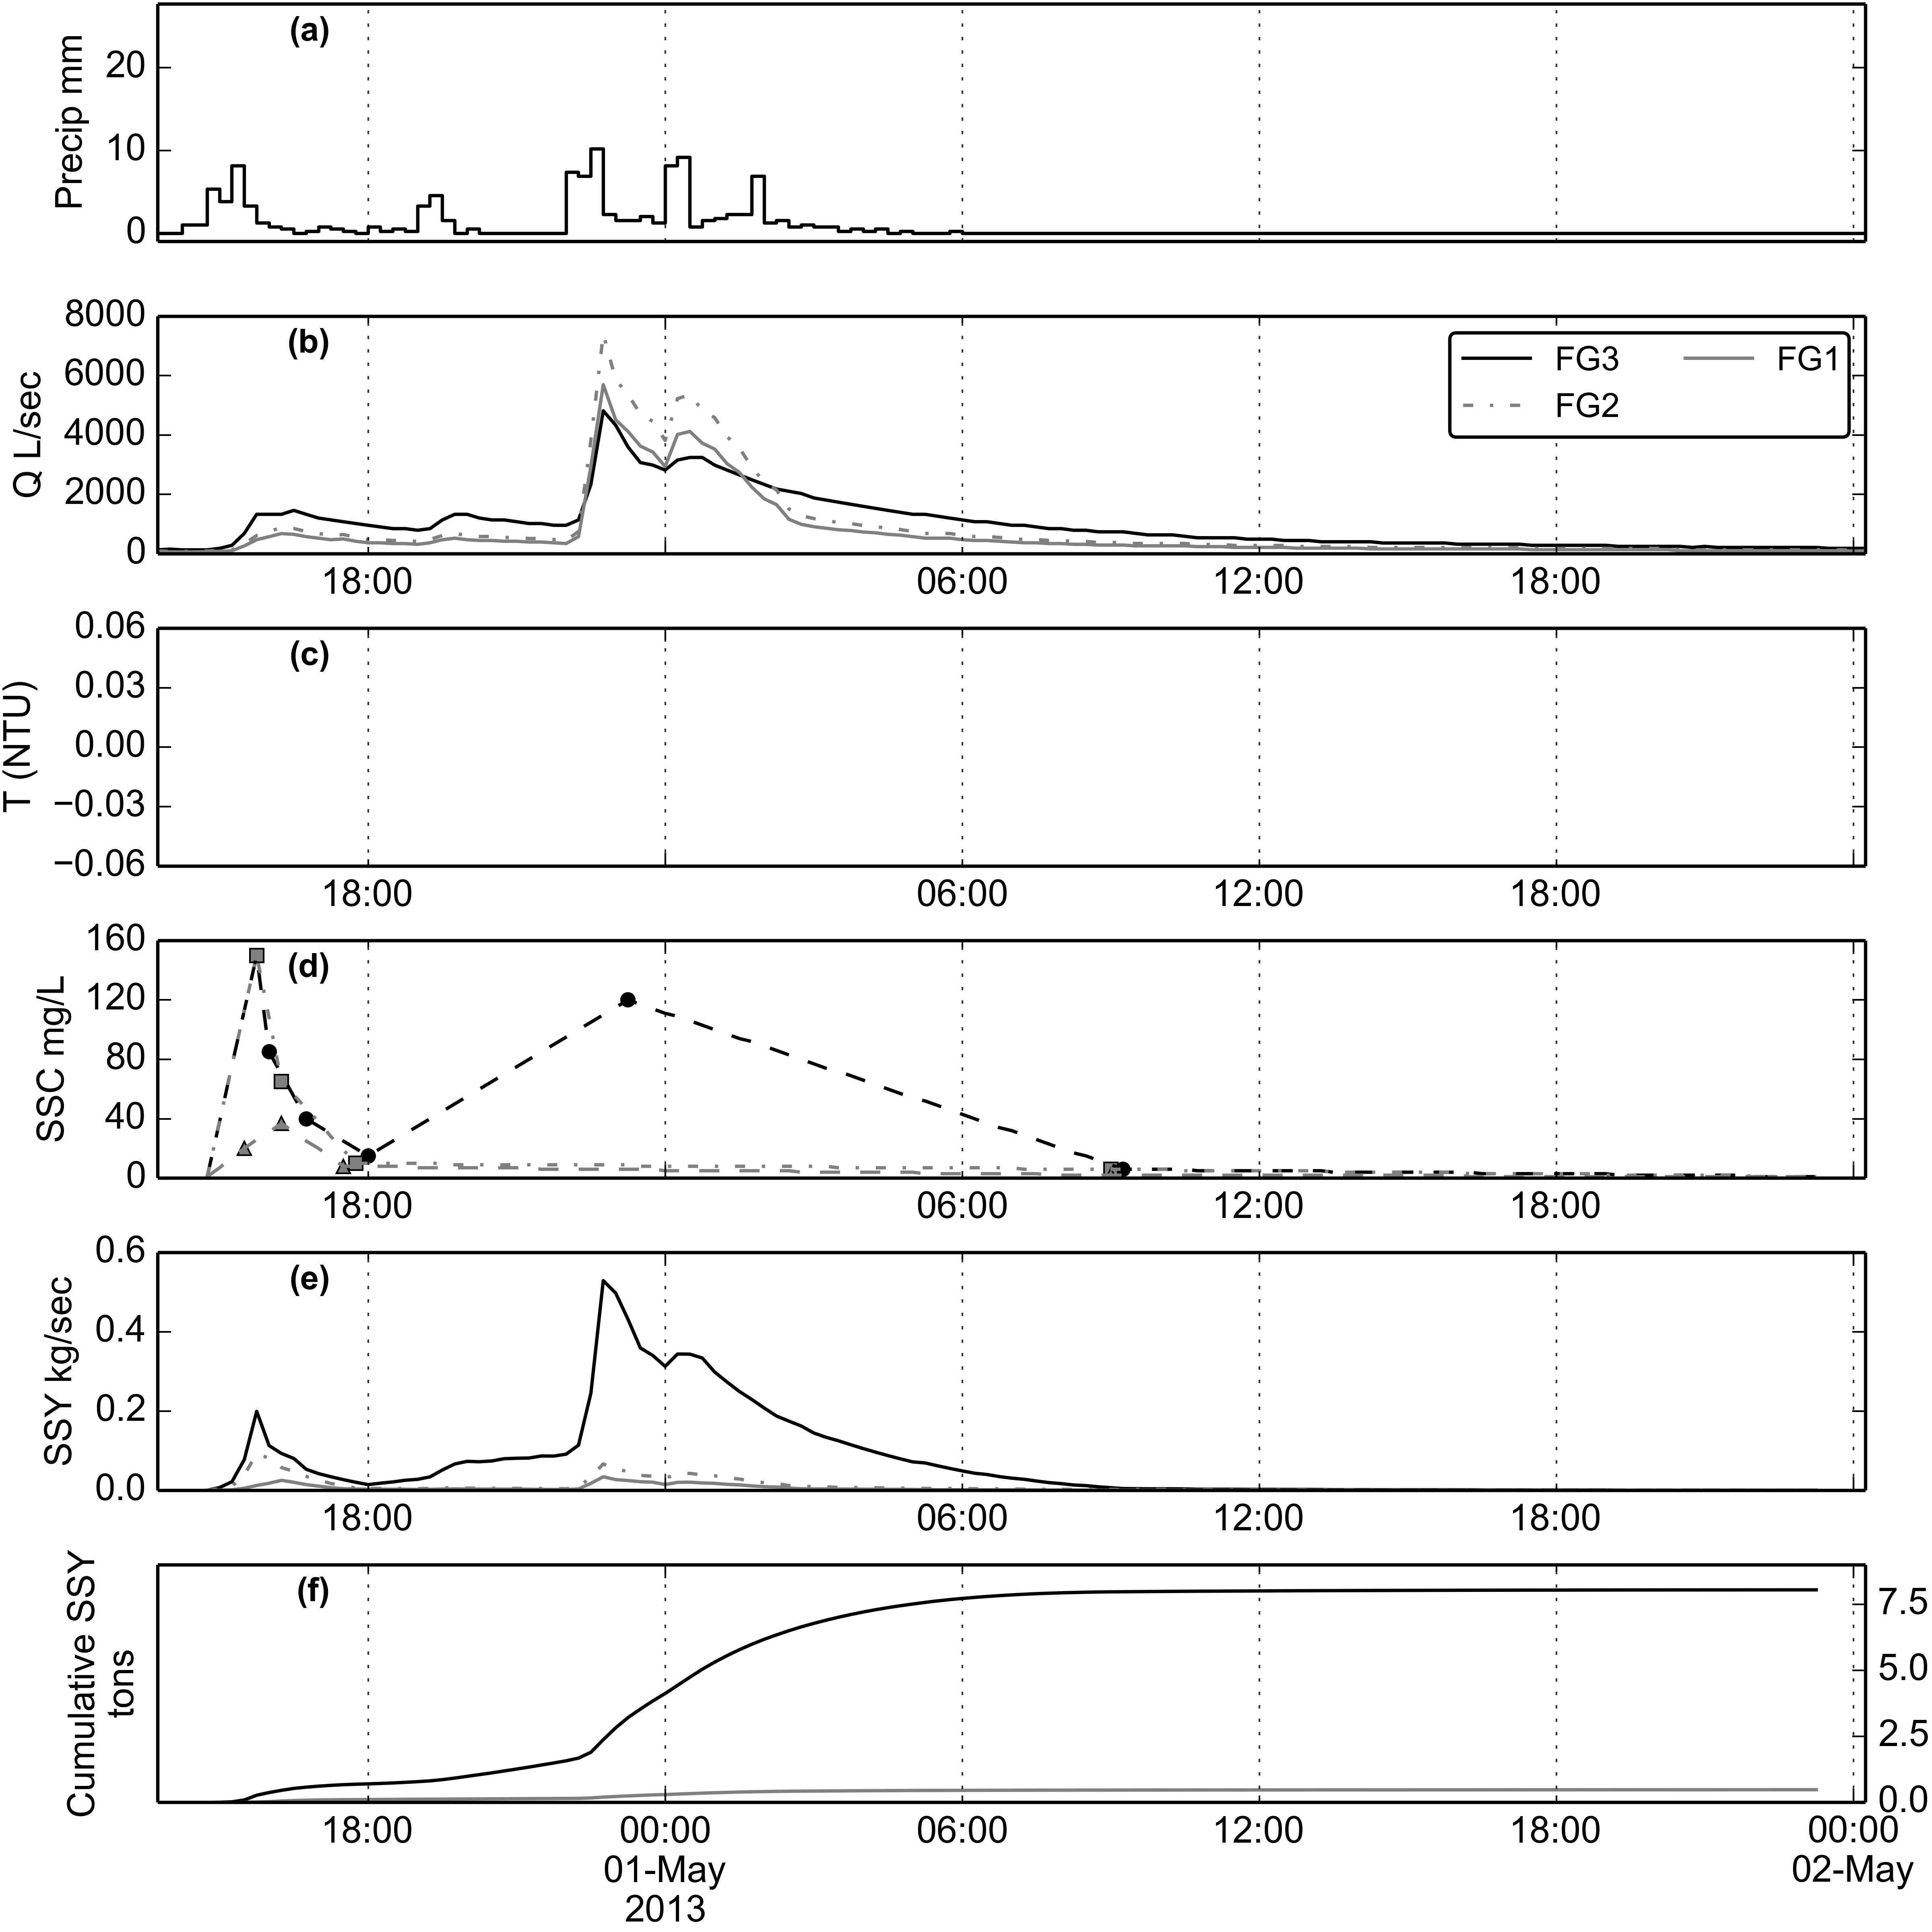 (a)
Precip mm
20
10
0
(b)
Q L/sec
8000
6000
4000
2000
0
FG3
FG1
FG2
18:00
06:00
12:00
18:00
(c)
T (NTU)
0.06
0.03
0.00
−0.03
−0.06
18:00
06:00
12:00
18:00
(d)
SSC mg/L
160
120
80
40
0
18:00
06:00
12:00
18:00
(e)
SSY kg/sec
0.6
0.4
0.2
0.0
18:00
06:00
12:00
18:00
(f)
Cumulative SSY
tons
7.5
5.0
2.5
0.0
18:00
00:00
06:00
12:00
18:00
00:00
01-May
02-May
2013